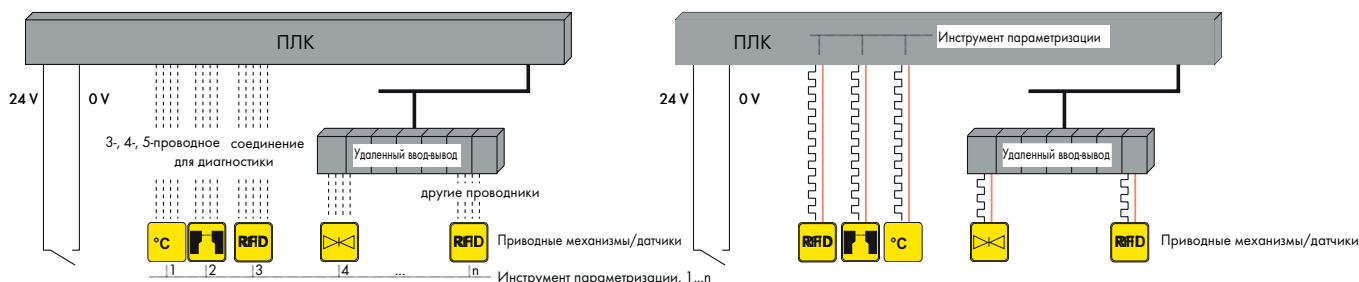 ПЛК
24 V
0 V
3-, 4-, 5-проводное соединение
для диагностики
Удаленный ввод-вывод
другие проводники
°C
RFID
RFID
Приводные механизмы/датчики
1
2
3
4
...
n
Инструмент параметризации, 1...n
ПЛК
Инструмент параметризации
24 V
0 V
Удаленный ввод-вывод
RFID
°C
RFID
Приводные механизмы/датчики